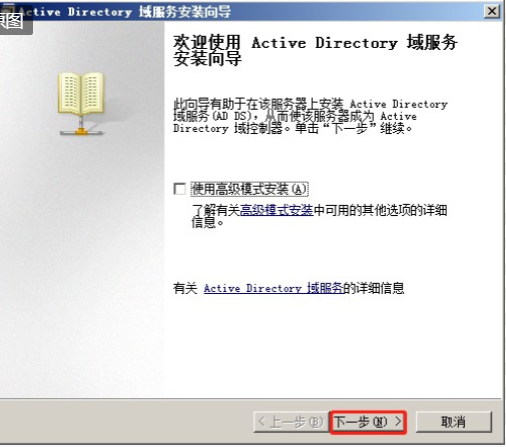 原图
Active Directory 域服务安装向导
欢迎使用 Active Directory 域服务
安装向导
此向导有助于在该服务器上安装 Active Directory
域服务(AD DS)，从而使该服务器成为 Active
Directory 域控制器。单击“下一步”继续。
使用高级模式安装(A)
了解有关高级模式安装中可用的其他选项的详细
信息。
有关 Active Directory 域服务的详细信息
< 上一步(B) 下一步(N) > 取消